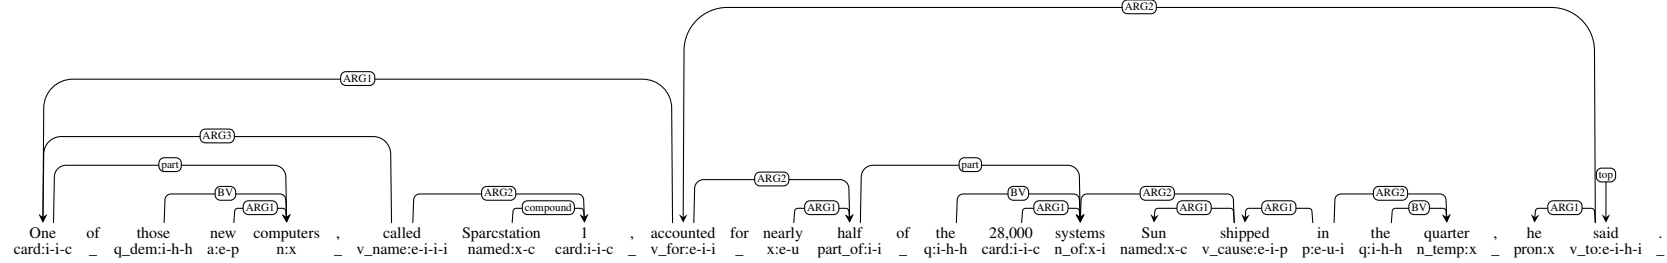 ARG2
ARG1
ARG3
part part top
ARG2
BV ARG2 BV ARG2 ARG2
ARG1 compound ARG1 ARG1 ARG1 ARG1 BV ARG1
One of those new computers , called Sparcstation 1 , accounted for nearly half of the 28,000 systems Sun shipped in the quarter , he said .
card:i-i-c _ q_dem:i-h-h a:e-p n:x _ v_name:e-i-i-i named:x-c card:i-i-c _ v_for:e-i-i _ x:e-u part_of:i-i _ q:i-h-h card:i-i-c n_of:x-i named:x-c v_cause:e-i-p p:e-u-i q:i-h-h n_temp:x _ pron:x v_to:e-i-h-i _